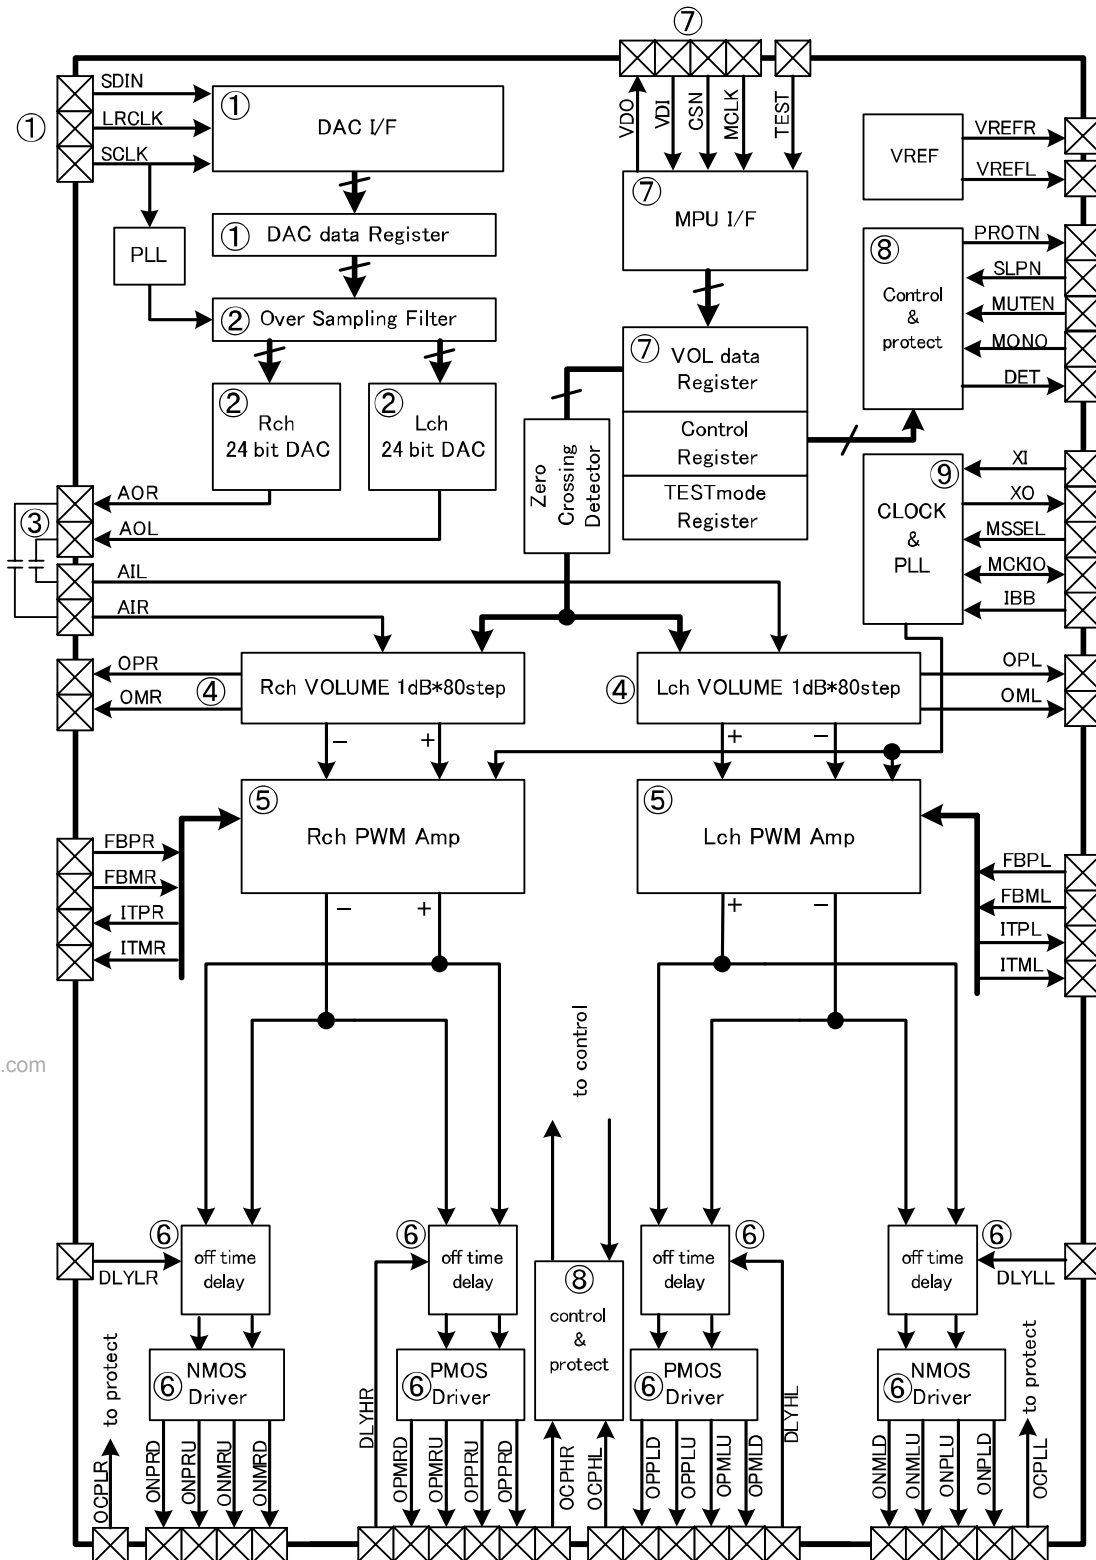 ⑦
SDIN
LRCLK
SCLK
①
①
DAC I/F
PLL
①
DAC data Register
②
Over Sampling Filter
②
Rch
24 bit DAC
②
Lch
24 bit DAC
VDO
VDI
CSN
MCLK
TEST
⑦
MPU I/F
⑦
VOL data
Register
Control
Register
TESTmode
Register
Zero
Crossing
Detector
VREF
VREFR
VREFL
⑧
Control
&
protect
PROTN
SLPN
MUTEN
MONO
DET
⑨
CLOCK
&
PLL
XI
XO
MSSEL
MCKIO
IBB
AOR
③
AOL
AIL
AIR
OPR
OMR
④
Rch VOLUME 1dB*80step
④
Lch VOLUME 1dB*80step
OPL
OML
−
+
+
−
⑤
Rch PWM Amp
⑤
Lch PWM Amp
FBPR
FBMR
ITPR
ITMR
FBPL
FBML
ITPL
ITML
−
+
+
−
to control
.com
⑥
off time
delay
⑥
off time
delay
⑥
off time
delay
⑥
off time
delay
DLYLR
DLYLL
⑧
control
&
protect
⑥
NMOS
Driver
⑥
PMOS
Driver
⑥
PMOS
Driver
⑥
NMOS
Driver
to protect
to protect
DLYHR
DLYHL
OCPLR
ONPRD
ONPRU
ONMRU
ONMRD
OPMRD
OPMRU
OPPRU
OPPRD
OCPHR
OCPHL
OPPLD
OPPLU
OPMLU
OPMLD
ONMLD
ONMLU
ONPLU
ONPLD
OCPLL